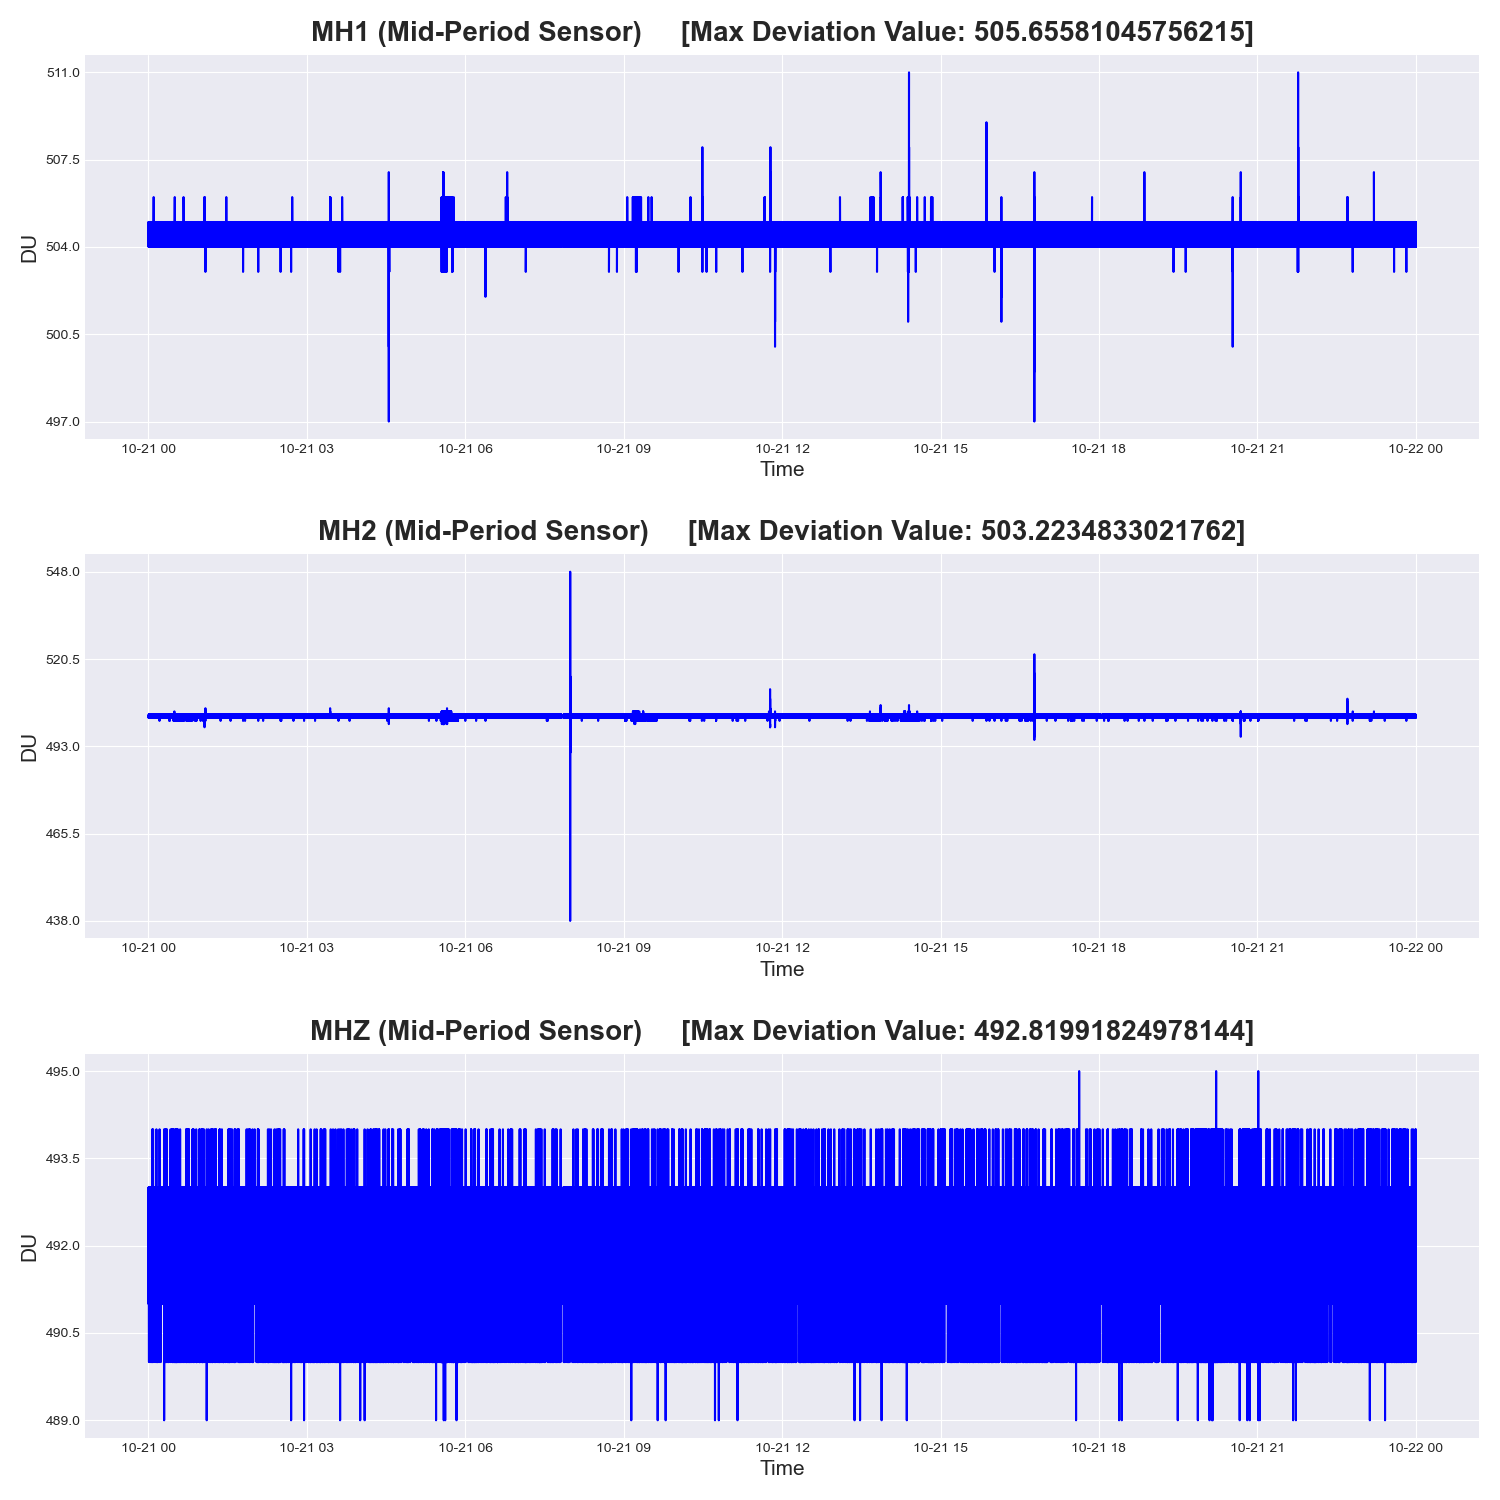 MH1 (Mid-Period Sensor) [Max Deviation Value: 505.65581045756215]
511.0
507.5
504.0
500.5
497.0
DU
10-21 00 10-21 03 10-21 06 10-21 09 10-21 12 10-21 15 10-21 18 10-21 21 10-22 00
Time
MH2 (Mid-Period Sensor) [Max Deviation Value: 503.2234833021762]
548.0
520.5
493.0
465.5
438.0
DU
10-21 00 10-21 03 10-21 06 10-21 09 10-21 12 10-21 15 10-21 18 10-21 21 10-22 00
Time
MHZ (Mid-Period Sensor) [Max Deviation Value: 492.81991824978144]
495.0
493.5
492.0
490.5
489.0
DU
10-21 00 10-21 03 10-21 06 10-21 09 10-21 12 10-21 15 10-21 18 10-21 21 10-22 00
Time